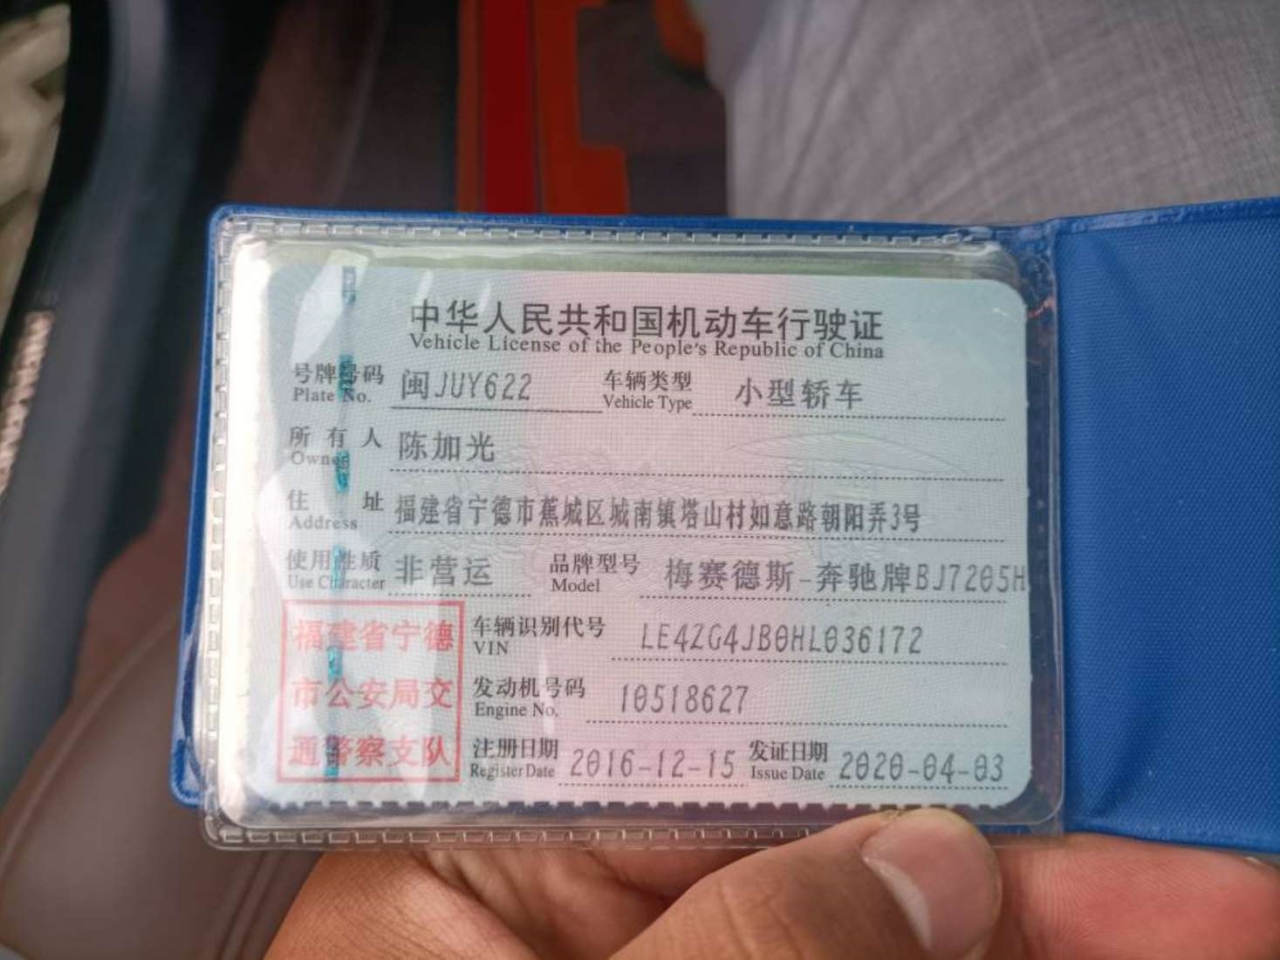 中华人民共和国机动车行驶证
Vehicle License of the People's Republic of China
号牌号码 闽JUY622 车辆类型 小型轿车
Plate No. Vehicle Type
所有人 陈加光
Owner
住址 福建省宁德市蕉城区城南镇塔山村如意路朝阳弄3号
Address
使用性质 非营运 品牌型号 梅赛德斯-奔驰牌BJ7205H
Use Character Model
车辆识别代号 LE4ZG4JB0HL036172
VIN
发动机号码 10518627
Engine No.
注册日期 2016-12-15 发证日期 2020-04-03
Register Date Issue Date
福建省宁德
市公安局交
通警察支队